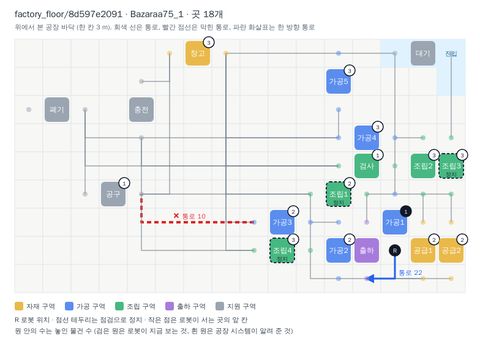 factory_floor/8d597e2091 · Bazaraa75_1 · 곳 18개
위에서 본 공장 바닥 (한 칸 3 m). 회색 선은 통로, 빨간 점선은 막힌 통로, 파란 화살표는 한 방향 통로
창고 3
대기
진입
가공5 3
폐기
충전
가공4 3
검사 1
조립2 2
조립3 3
정지
공구 1
조립1 2
정지
✕ 통로 10
가공3 2
가공1 1
조립4 3
정지
가공2 2
출하
R
공급1 2
공급2 2
통로 22
자재 구역
가공 구역
조립 구역
출하 구역
지원 구역
R 로봇 위치 · 점선 테두리는 점검으로 정지 · 작은 점은 로봇이 서는 곳의 앞 칸
원 안의 수는 놓인 물건 수 (검은 원은 로봇이 지금 보는 것, 흰 원은 공장 시스템이 알려 준 것)